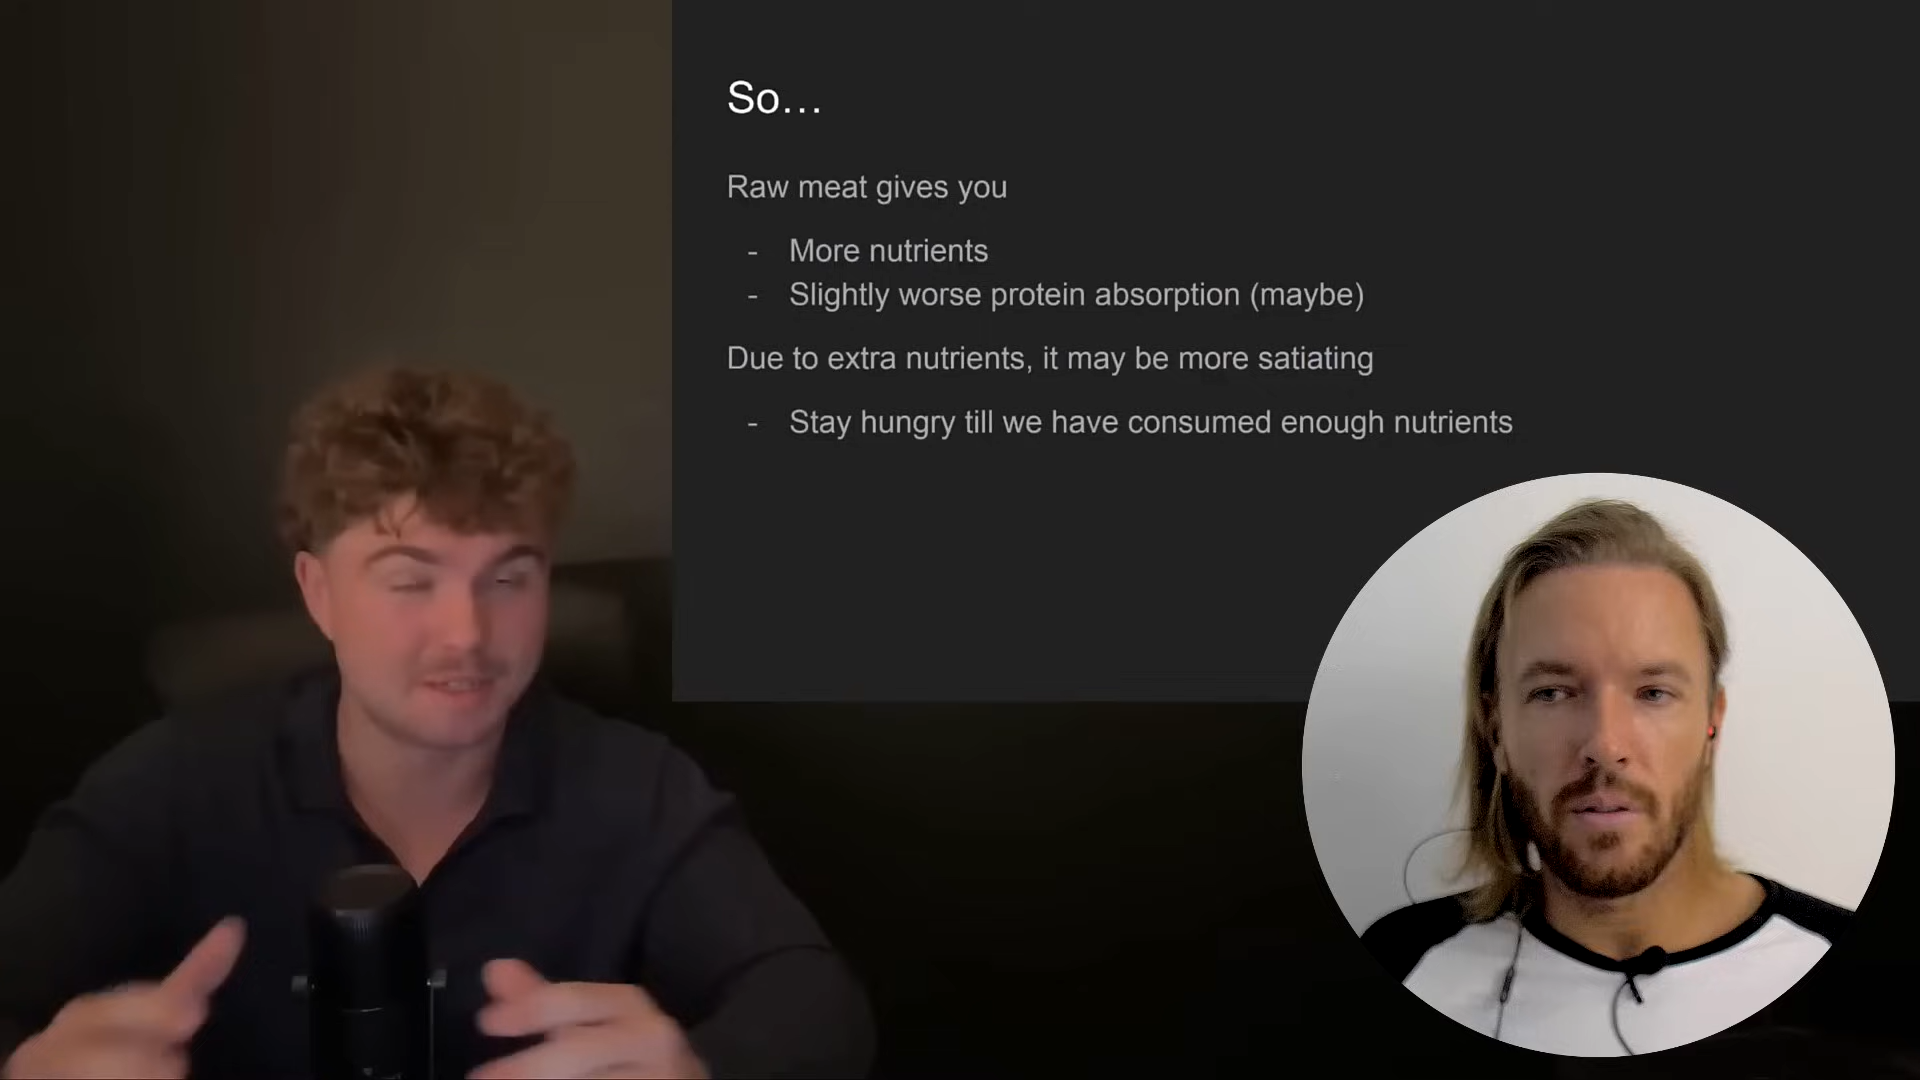 So…
Raw meat gives you
- More nutrients
- Slightly worse protein absorption (maybe)
Due to extra nutrients, it may be more satiating
- Stay hungry till we have consumed enough nutrients